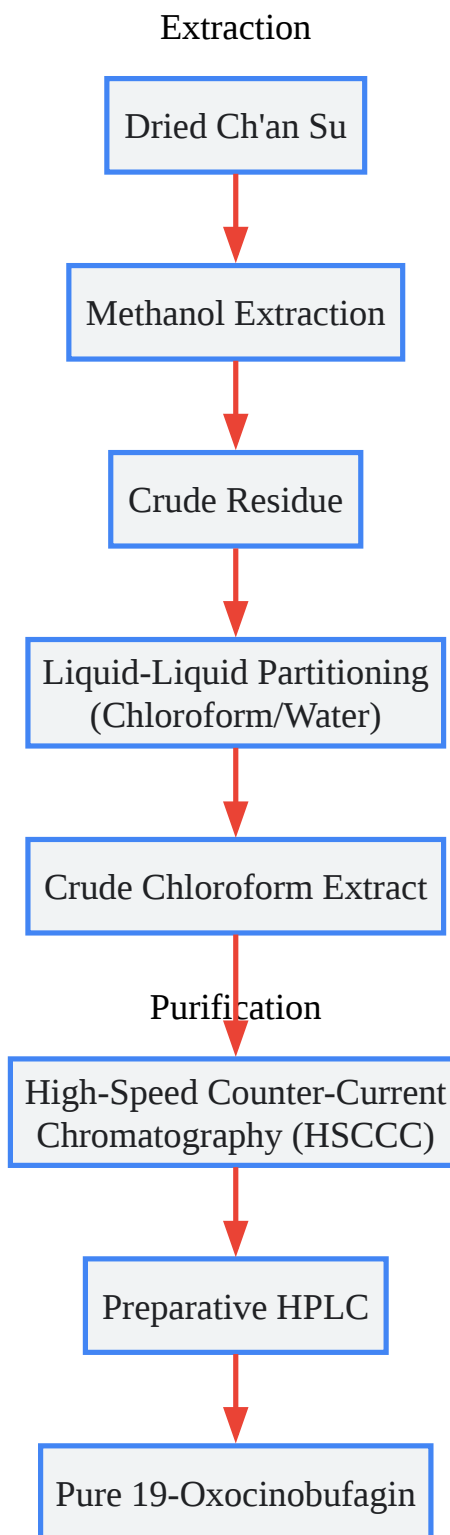 Extraction
Dried Ch'an Su
Methanol Extraction
Crude Residue
Liquid-Liquid Partitioning
(Chloroform/Water)
Crude Chloroform Extract
Purification
High-Speed Counter-Current
Chromatography (HSCCC)
Preparative HPLC
Pure 19-Oxocinobufagin